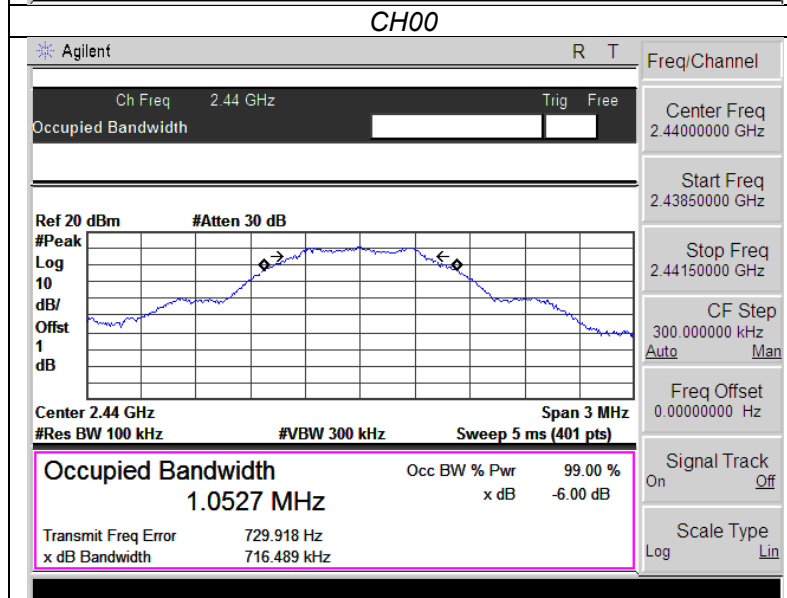 CH00
Agilent R T
Freq/Channel
Ch Freq 2.44 GHz Trig Free
Occupied Bandwidth
Center Freq
2.44000000 GHz
Start Freq
2.43850000 GHz
Ref 20 dBm #Atten 30 dB
#Peak
Log
10
dB/
Offst
1
dB
Stop Freq
2.44150000 GHz
CF Step
300.000000 kHz
Auto Man
Center 2.44 GHz Span 3 MHz
#Res BW 100 kHz #VBW 300 kHz Sweep 5 ms (401 pts)
Freq Offset
0.00000000 Hz
Occupied Bandwidth Occ BW % Pwr 99.00 %
1.0527 MHz x dB -6.00 dB
Transmit Freq Error 729.918 Hz
x dB Bandwidth 716.489 kHz
Signal Track
On Off
Scale Type
Log Lin